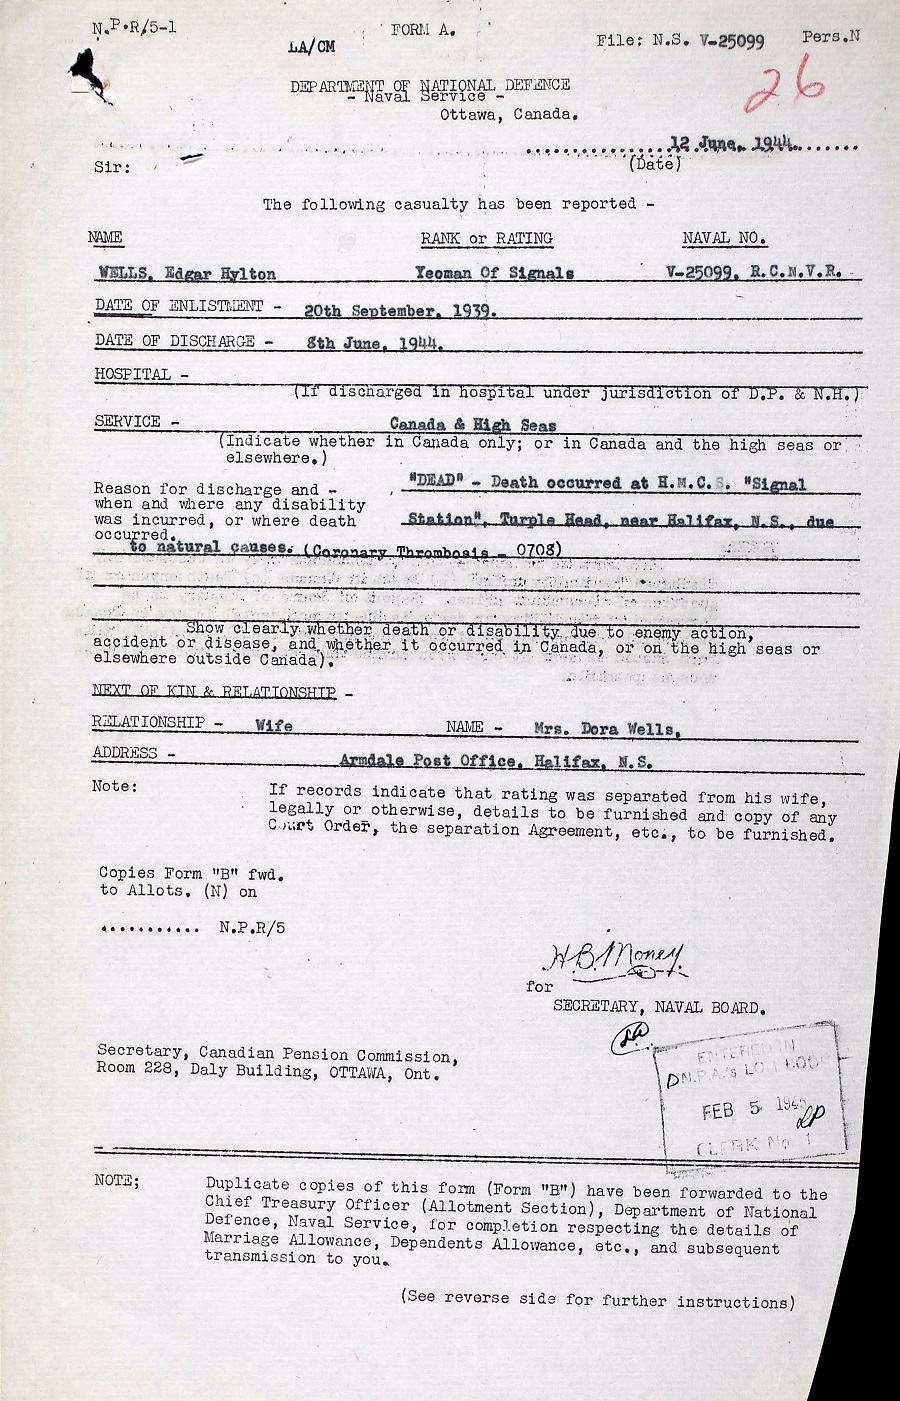 N.P.R/5-1
FORM A.
LA/CM
File: N.S. V-25099 Pers.N
26
DEPARTMENT OF NATIONAL DEFENCE
- Naval Service -
Ottawa, Canada.
12 June, 1944.
(Date)
Sir:
The following casualty has been reported -
NAME RANK or RATING NAVAL NO.
WELLS, Edgar Hylton Yeoman Of Signals V-25099, R.C.N.V.R.
DATE OF ENLISTMENT - 20th September, 1939.
DATE OF DISCHARGE - 8th June, 1944.
HOSPITAL -
(If discharged in hospital under jurisdiction of D.P. & N.H.)
SERVICE - Canada & High Seas
(Indicate whether in Canada only; or in Canada and the high seas or
elsewhere.)
Reason for discharge and - "DEAD" - Death occurred at H.M.C.S. "Signal
when and where any disability
was incurred, or where death Station", Turple Head, near Halifax, N.S., due
occurred.
to natural causes. (Coronary Thrombosis - 0708)
Show clearly whether death or disability due to enemy action,
accident or disease, and whether it occurred in Canada, or on the high seas or
elsewhere outside Canada).
NEXT OF KIN & RELATIONSHIP -
RELATIONSHIP - Wife NAME - Mrs. Dora Wells,
ADDRESS - Armdale Post Office, Halifax, N.S.
Note: If records indicate that rating was separated from his wife,
legally or otherwise, details to be furnished and copy of any
Court Order, the separation Agreement, etc., to be furnished.
Copies Form "B" fwd.
to Allots. (N) on
........... N.P.R/5
H.B. Money
for
SECRETARY, NAVAL BOARD.
Secretary, Canadian Pension Commission,
Room 228, Daly Building, OTTAWA, Ont.
ENTERED IN
DN.P.A.'s LOG BOOK
FEB 5 1945
CLERK No. 1
NOTE; Duplicate copies of this form (Form "B") have been forwarded to the
Chief Treasury Officer (Allotment Section), Department of National
Defence, Naval Service, for completion respecting the details of
Marriage Allowance, Dependents Allowance, etc., and subsequent
transmission to you.
(See reverse side for further instructions)